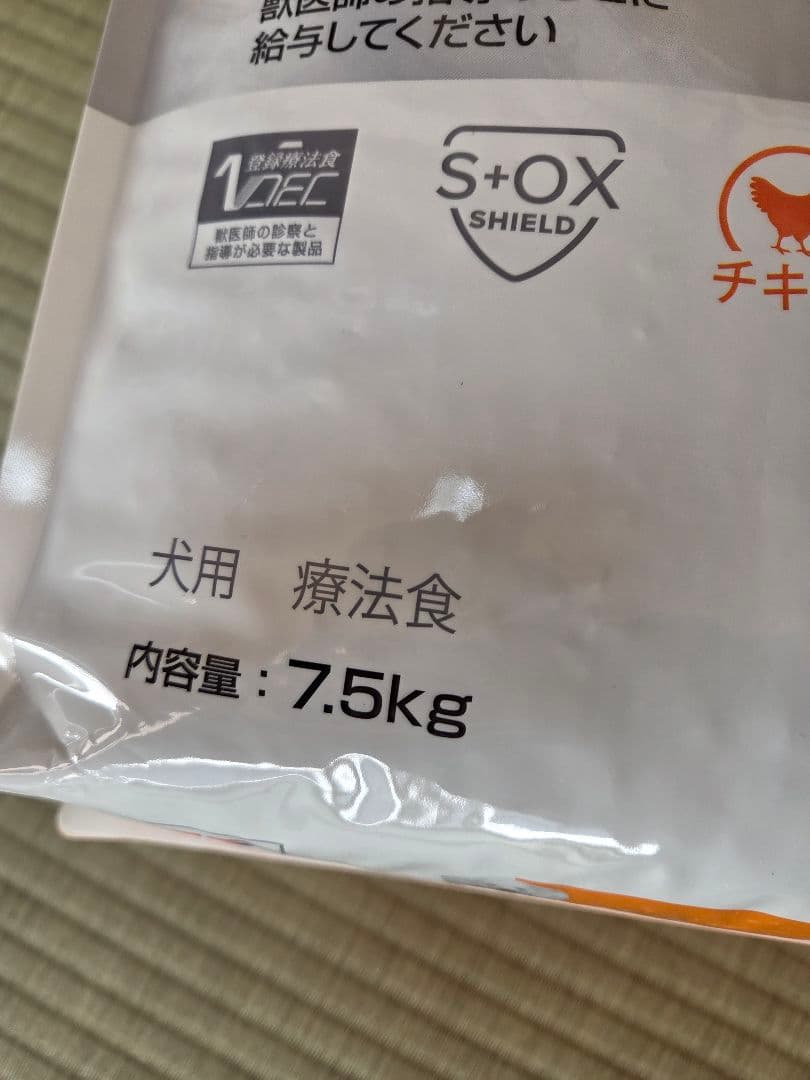 給与してください
登録療法食
VDEC
獣医師の診察と
指導が必要な製品
S+OX
SHIELD
チキ
犬用 療法食
内容量：7.5kg